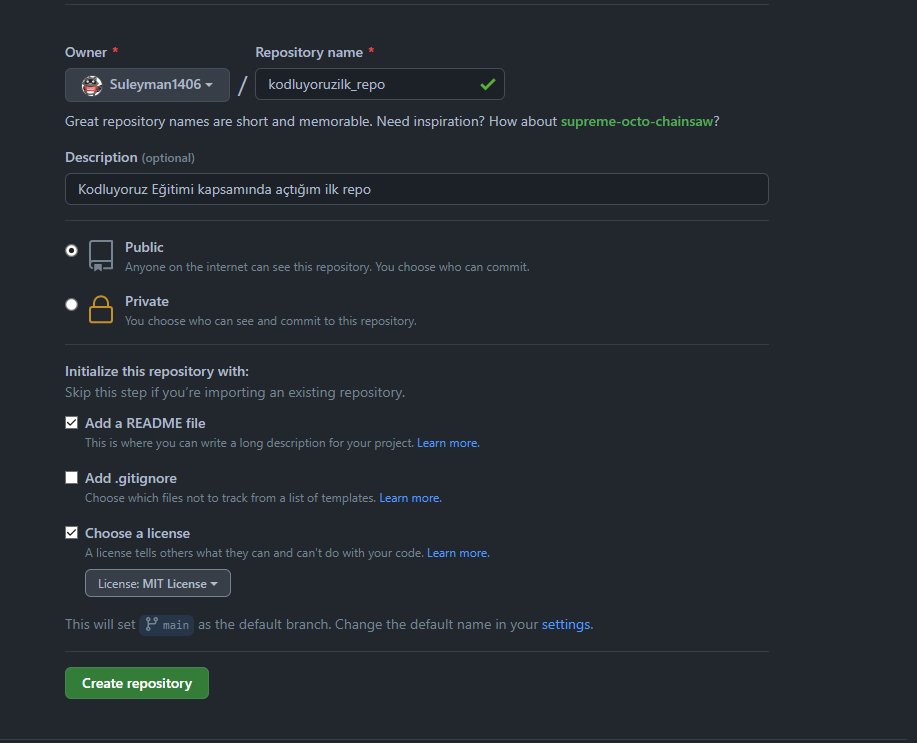 Owner * Repository name *
Suleyman1406 / kodluyoruzilk_repo
Great repository names are short and memorable. Need inspiration? How about supreme-octo-chainsaw?
Description (optional)
Kodluyoruz Eğitimi kapsamında açtığım ilk repo
Public
Anyone on the internet can see this repository. You choose who can commit.
Private
You choose who can see and commit to this repository.
Initialize this repository with:
Skip this step if you’re importing an existing repository.
Add a README file
This is where you can write a long description for your project. Learn more.
Add .gitignore
Choose which files not to track from a list of templates. Learn more.
Choose a license
A license tells others what they can and can't do with your code. Learn more.
License: MIT License
This will set main as the default branch. Change the default name in your settings.
Create repository